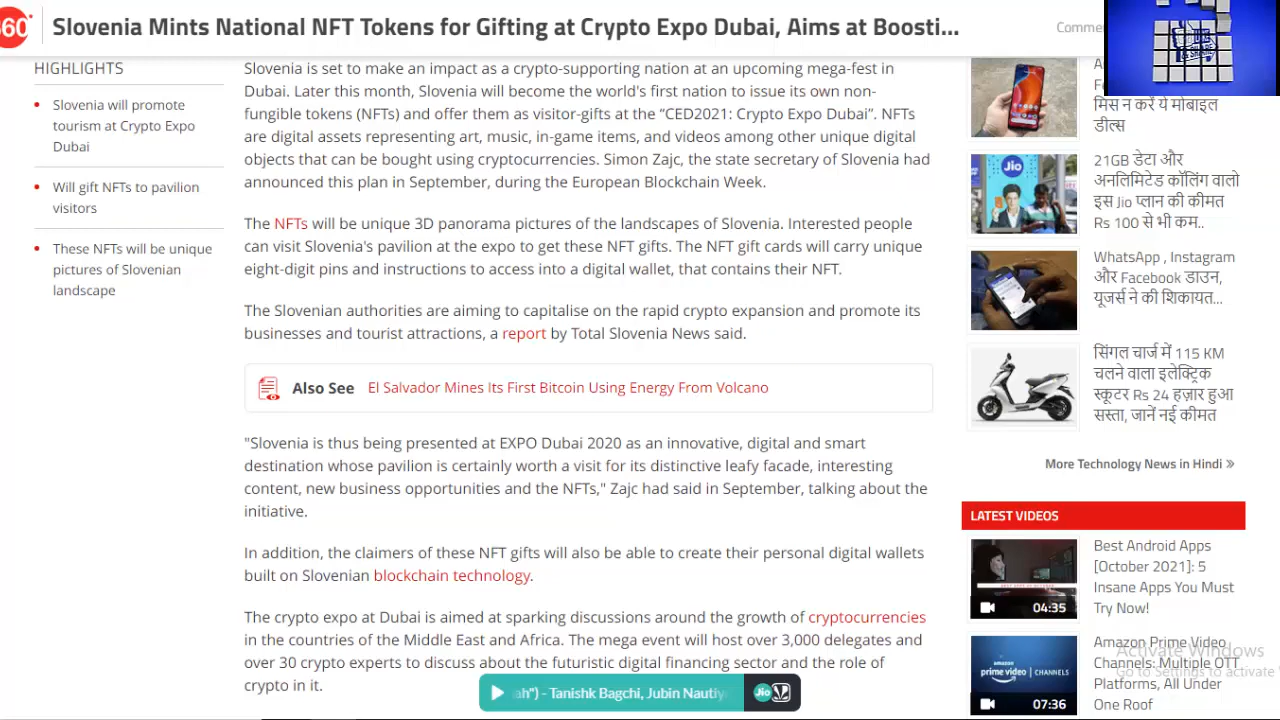 360
Slovenia Mints National NFT Tokens for Gifting at Crypto Expo Dubai, Aims at Boosti...
HIGHLIGHTS
Slovenia will promote
tourism at Crypto Expo
Dubai
Will gift NFTs to pavilion
visitors
These NFTs will be unique
pictures of Slovenian
landscape
Slovenia is set to make an impact as a crypto-supporting nation at an upcoming mega-fest in
Dubai. Later this month, Slovenia will become the world's first nation to issue its own non-
fungible tokens (NFTs) and offer them as visitor-gifts at the “CED2021: Crypto Expo Dubai”. NFTs
are digital assets representing art, music, in-game items, and videos among other unique digital
objects that can be bought using cryptocurrencies. Simon Zajc, the state secretary of Slovenia had
announced this plan in September, during the European Blockchain Week.
The NFTs will be unique 3D panorama pictures of the landscapes of Slovenia. Interested people
can visit Slovenia's pavilion at the expo to get these NFT gifts. The NFT gift cards will carry unique
eight-digit pins and instructions to access into a digital wallet, that contains their NFT.
The Slovenian authorities are aiming to capitalise on the rapid crypto expansion and promote its
businesses and tourist attractions, a report by Total Slovenia News said.
Also See El Salvador Mines Its First Bitcoin Using Energy From Volcano
"Slovenia is thus being presented at EXPO Dubai 2020 as an innovative, digital and smart
destination whose pavilion is certainly worth a visit for its distinctive leafy facade, interesting
content, new business opportunities and the NFTs," Zajc had said in September, talking about the
initiative.
In addition, the claimers of these NFT gifts will also be able to create their personal digital wallets
built on Slovenian blockchain technology.
The crypto expo at Dubai is aimed at sparking discussions around the growth of cryptocurrencies
in the countries of the Middle East and Africa. The mega event will host over 3,000 delegates and
over 30 crypto experts to discuss about the futuristic digital financing sector and the role of
crypto in it.
ah") - Tanishk Bagchi, Jubin Nautiy
Jio
Comme
मिस न करें ये मोबाइल
डील्स
Jio
21GB डेटा और
अनलिमिटेड कॉलिंग वाली
इस Jio प्लान की कीमत
Rs 100 से भी कम..
WhatsApp , Instagram
और Facebook डाउन,
यूजर्स ने की शिकायत...
सिंगल चार्ज में 115 KM
चलने वाला इलेक्ट्रिक
स्कूटर Rs 24 हज़ार हुआ
सस्ता, जानें नई कीमत
More Technology News in Hindi »
LATEST VIDEOS
04:35
Best Android Apps
[October 2021]: 5
Insane Apps You Must
Try Now!
amazon
prime video | CHANNELS
07:36
Amazon Prime Video
Channels: Multiple OTT
Platforms, All Under
One Roof
Activate Windows
Go to Settings to activate